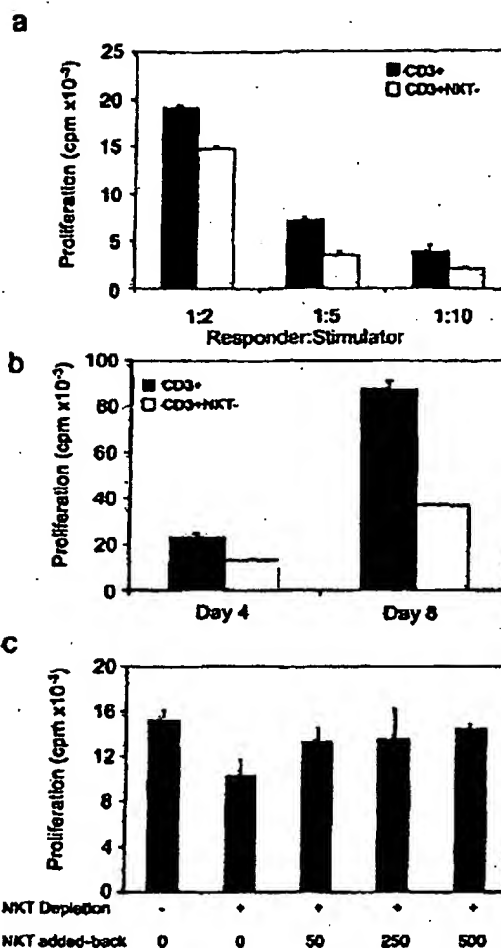 a
Proliferation (cpm x10⁻³)
25
20
15
10
5
0
CD3+
CD3+NKT-
1:2 1:5 1:10
Responder:Stimulator
b
Proliferation (cpm x10⁻³)
100
80
60
40
20
0
CD3+
CD3+NKT-
Day 4 Day 8
c
Proliferation (cpm x10⁻³)
20
16
12
8
4
0
NKT Depletion - + + + +
NKT added-back 0 0 50 250 500